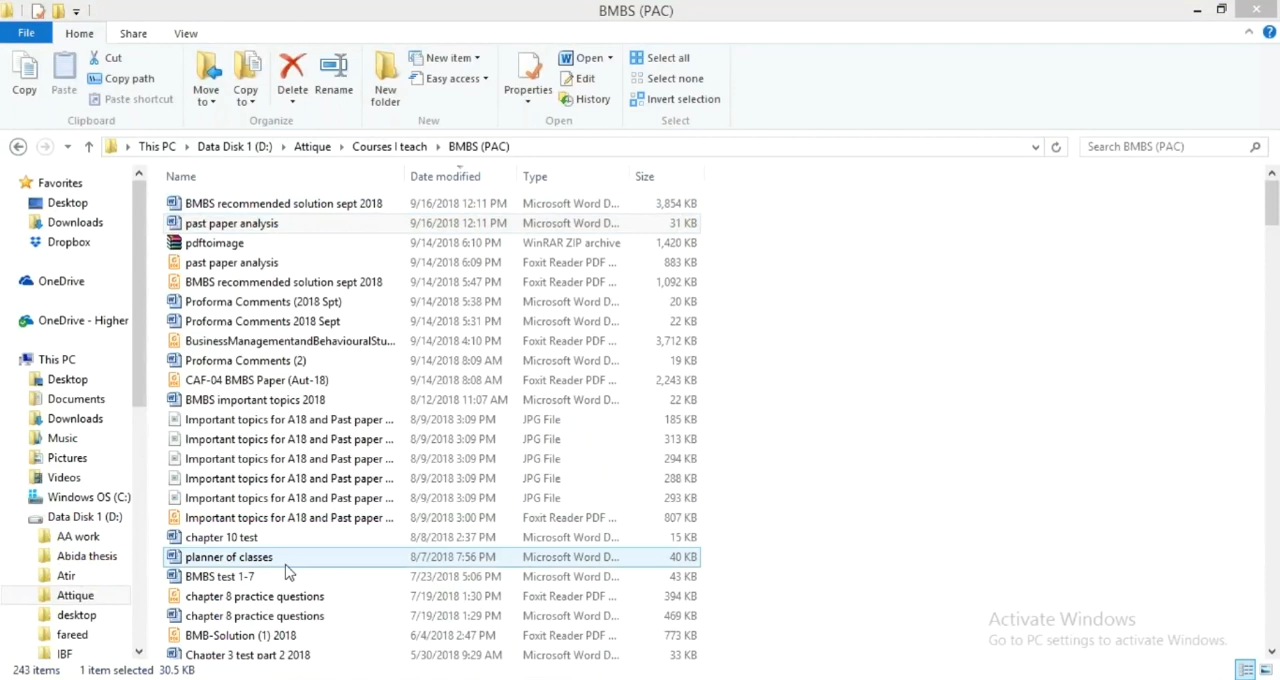 BMBS (PAC)
File Home Share View
Copy Paste Cut Copy path Paste shortcut Move to Copy to Delete Rename New folder New item Easy access Properties Open Edit History Select all Select none Invert selection
Clipboard Organize New Open Select
This PC Data Disk 1 (D:) Attique Courses I teach BMBS (PAC) Search BMBS (PAC)
Name Date modified Type Size
BMBS recommended solution sept 2018 9/16/2018 12:11 PM Microsoft Word D... 3,854 KB
past paper analysis 9/16/2018 12:11 PM Microsoft Word D... 31 KB
pdftoimage 9/14/2018 6:10 PM WinRAR ZIP archive 1,420 KB
past paper analysis 9/14/2018 6:09 PM Foxit Reader PDF ... 883 KB
BMBS recommended solution sept 2018 9/14/2018 5:47 PM Foxit Reader PDF ... 1,092 KB
Proforma Comments (2018 Spt) 9/14/2018 5:38 PM Microsoft Word D... 20 KB
Proforma Comments 2018 Sept 9/14/2018 5:31 PM Microsoft Word D... 22 KB
BusinessManagementandBehaviouralStu... 9/14/2018 4:10 PM Foxit Reader PDF ... 3,712 KB
Proforma Comments (2) 9/14/2018 8:09 AM Microsoft Word D... 19 KB
CAF-04 BMBS Paper (Aut-18) 9/14/2018 8:08 AM Foxit Reader PDF ... 2,243 KB
BMBS important topics 2018 8/12/2018 11:07 AM Microsoft Word D... 22 KB
Important topics for A18 and Past paper ... 8/9/2018 3:09 PM JPG File 185 KB
Important topics for A18 and Past paper ... 8/9/2018 3:09 PM JPG File 313 KB
Important topics for A18 and Past paper ... 8/9/2018 3:09 PM JPG File 294 KB
Important topics for A18 and Past paper ... 8/9/2018 3:09 PM JPG File 288 KB
Important topics for A18 and Past paper ... 8/9/2018 3:09 PM JPG File 293 KB
Important topics for A18 and Past paper ... 8/9/2018 3:00 PM Foxit Reader PDF ... 807 KB
chapter 10 test 8/8/2018 2:37 PM Microsoft Word D... 15 KB
planner of classes 8/7/2018 7:56 PM Microsoft Word D... 40 KB
BMBS test 1-7 7/23/2018 5:06 PM Microsoft Word D... 43 KB
chapter 8 practice questions 7/19/2018 1:30 PM Foxit Reader PDF ... 394 KB
chapter 8 practice questions 7/19/2018 1:29 PM Microsoft Word D... 469 KB
BMB-Solution (1) 2018 6/4/2018 2:47 PM Foxit Reader PDF ... 773 KB
Chapter 3 test part 2 2018 5/30/2018 9:29 AM Microsoft Word D... 33 KB
Favorites
Desktop
Downloads
Dropbox
OneDrive
OneDrive - Higher
This PC
Desktop
Documents
Downloads
Music
Pictures
Videos
Windows OS (C:)
Data Disk 1 (D:)
AA work
Abida thesis
Atir
Attique
desktop
fareed
IBF
Activate Windows
Go to PC settings to activate Windows.
243 items 1 item selected 30.5 KB